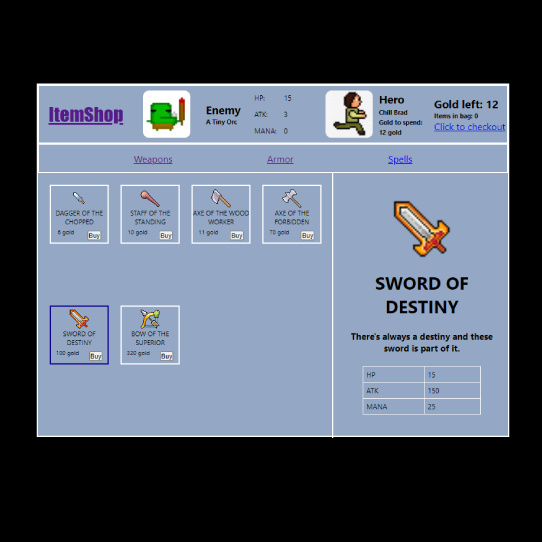 ItemShop
Enemy
A Tiny Orc
HP: 15
ATK: 3
MANA: 0
Hero
Chill Brad
Gold to spend:
12 gold
Gold left: 12
Items in bag: 0
Click to checkout
Weapons Armor Spells
DAGGER OF THE
CHOPPED
6 gold Buy
STAFF OF THE
STANDING
10 gold Buy
AXE OF THE WOOD
WORKER
11 gold Buy
AXE OF THE
FORBIDDEN
70 gold Buy
SWORD OF
DESTINY
100 gold Buy
BOW OF THE
SUPERIOR
320 gold Buy
SWORD OF
DESTINY
There's always a destiny and these
sword is part of it.
HP 15
ATK 150
MANA 25